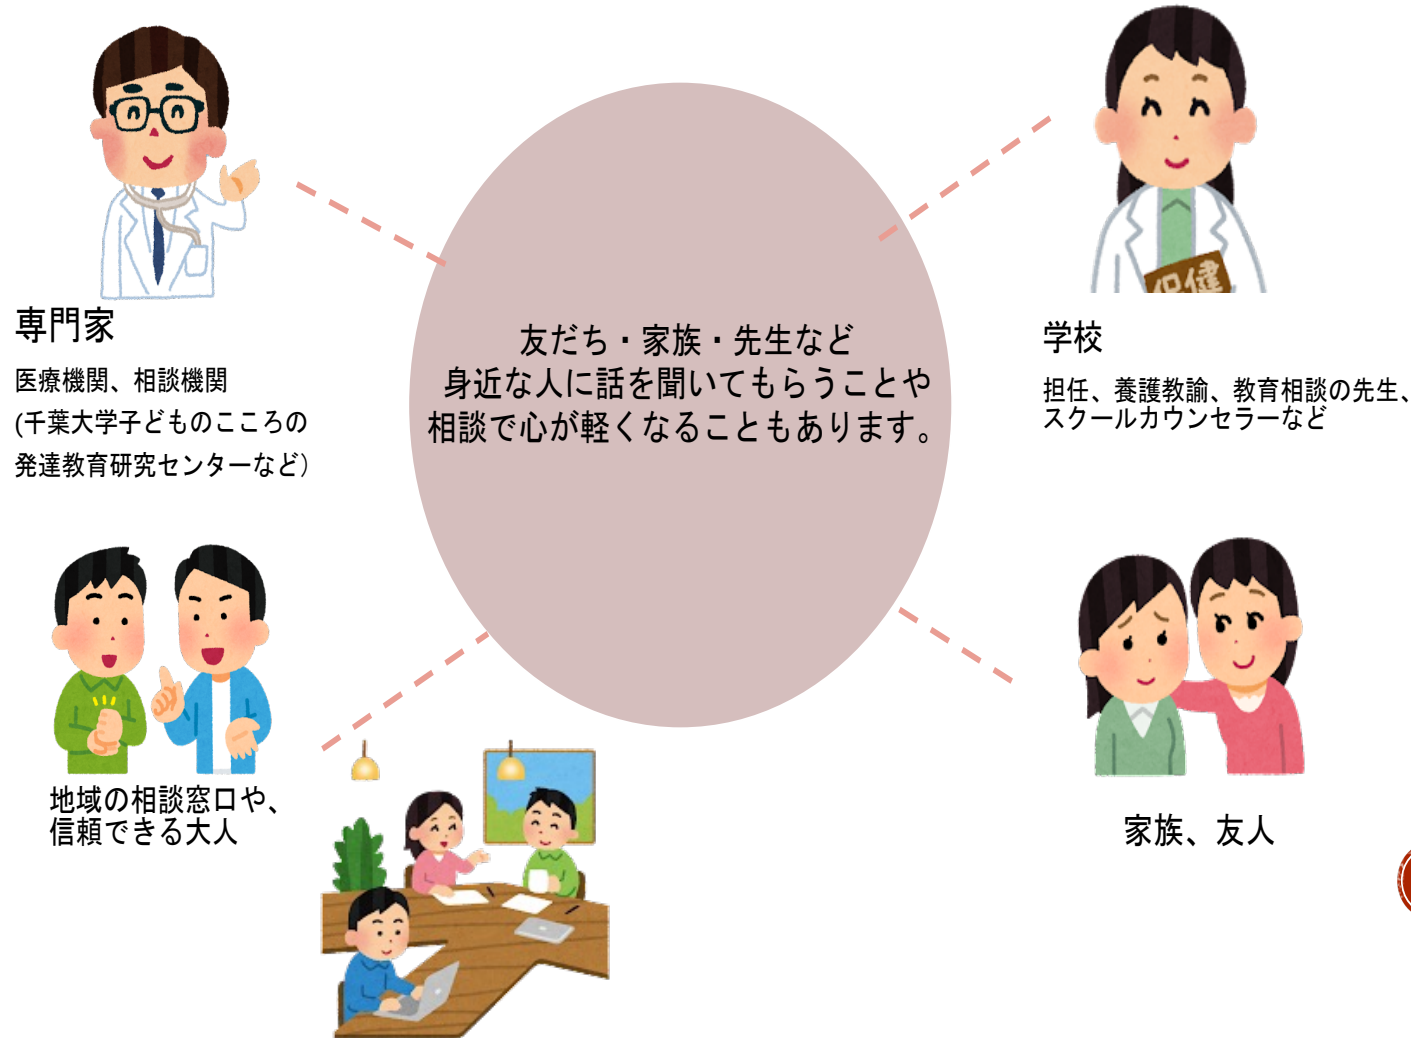 専門家
医療機関、相談機関
(千葉大学子どものこころの
発達教育研究センターなど）
友だち・家族・先生など
身近な人に話を聞いてもらうことや
相談で心が軽くなることもあります。
保健
学校
担任、養護教諭、教育相談の先生、
スクールカウンセラーなど
地域の相談窓口や、
信頼できる大人
家族、友人